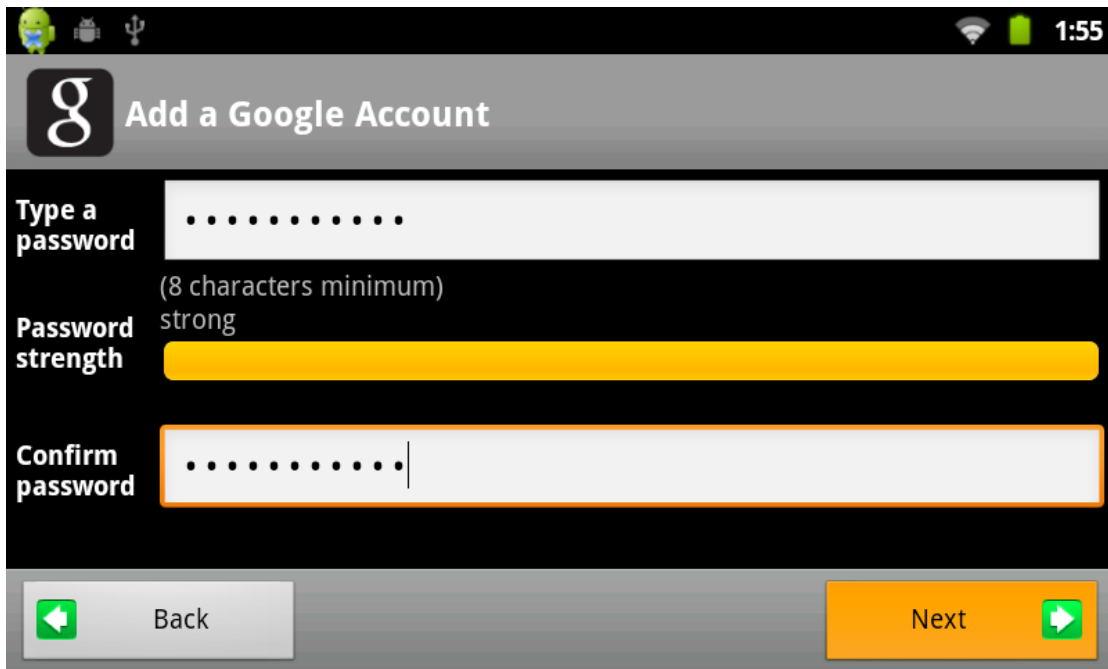 1:55
g
Add a Google Account
Type a
password
•••••••••••
(8 characters minimum)
Password
strength
strong
Confirm
password
•••••••••••
Back
Next